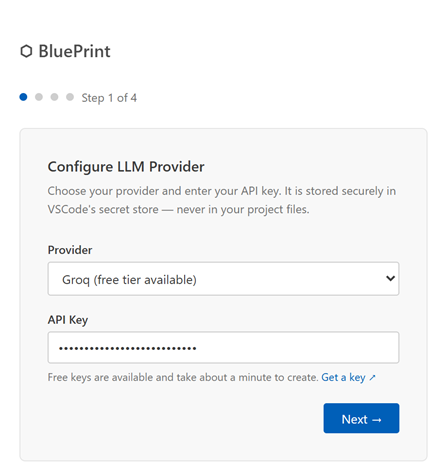 BluePrint
Step 1 of 4
Configure LLM Provider
Choose your provider and enter your API key. It is stored securely in
VSCode's secret store — never in your project files.
Provider
Groq (free tier available)
API Key
••••••••••••••••••••••••••••
Free keys are available and take about a minute to create. Get a key ↗
Next →